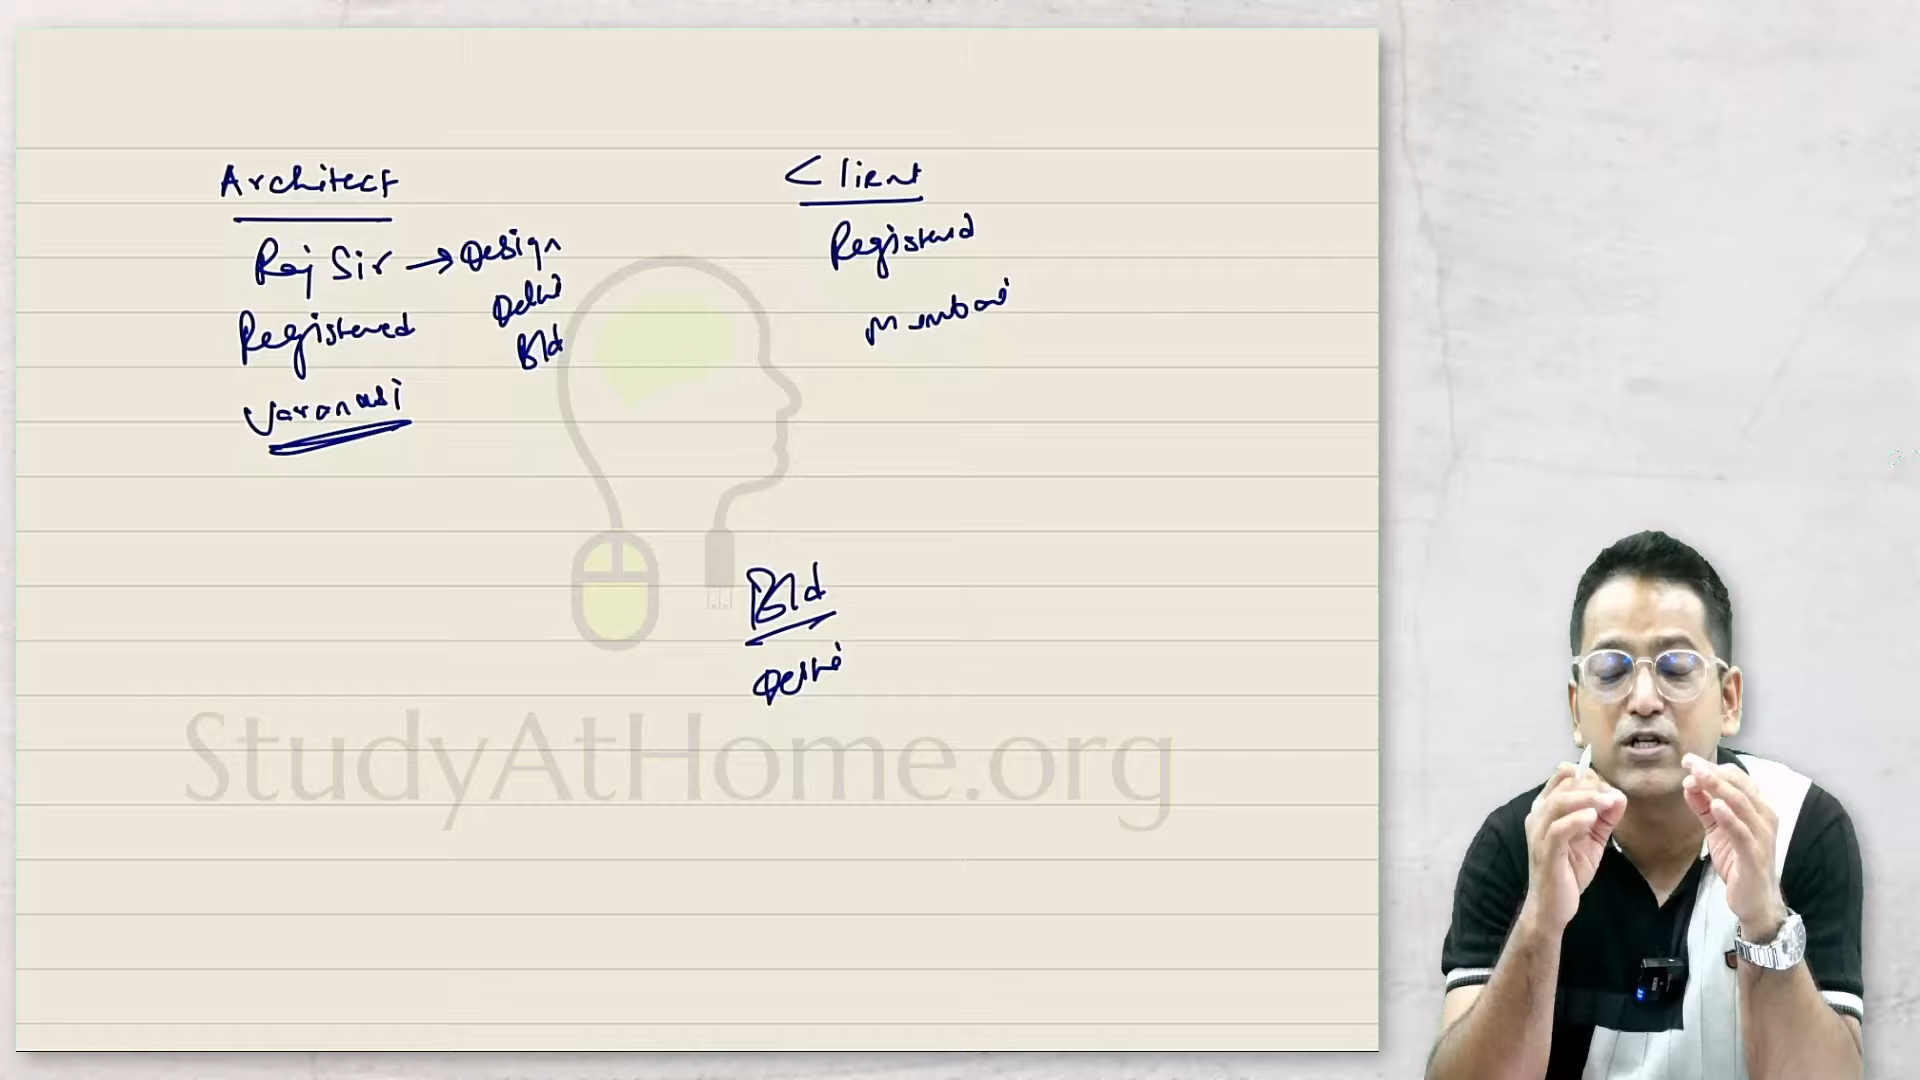 Architect
Raj Sir → Design
Delhi
Bld
Registered
Varanasi
Client
Registered
Mumbai
Bld
Delhi
StudyAtHome.org